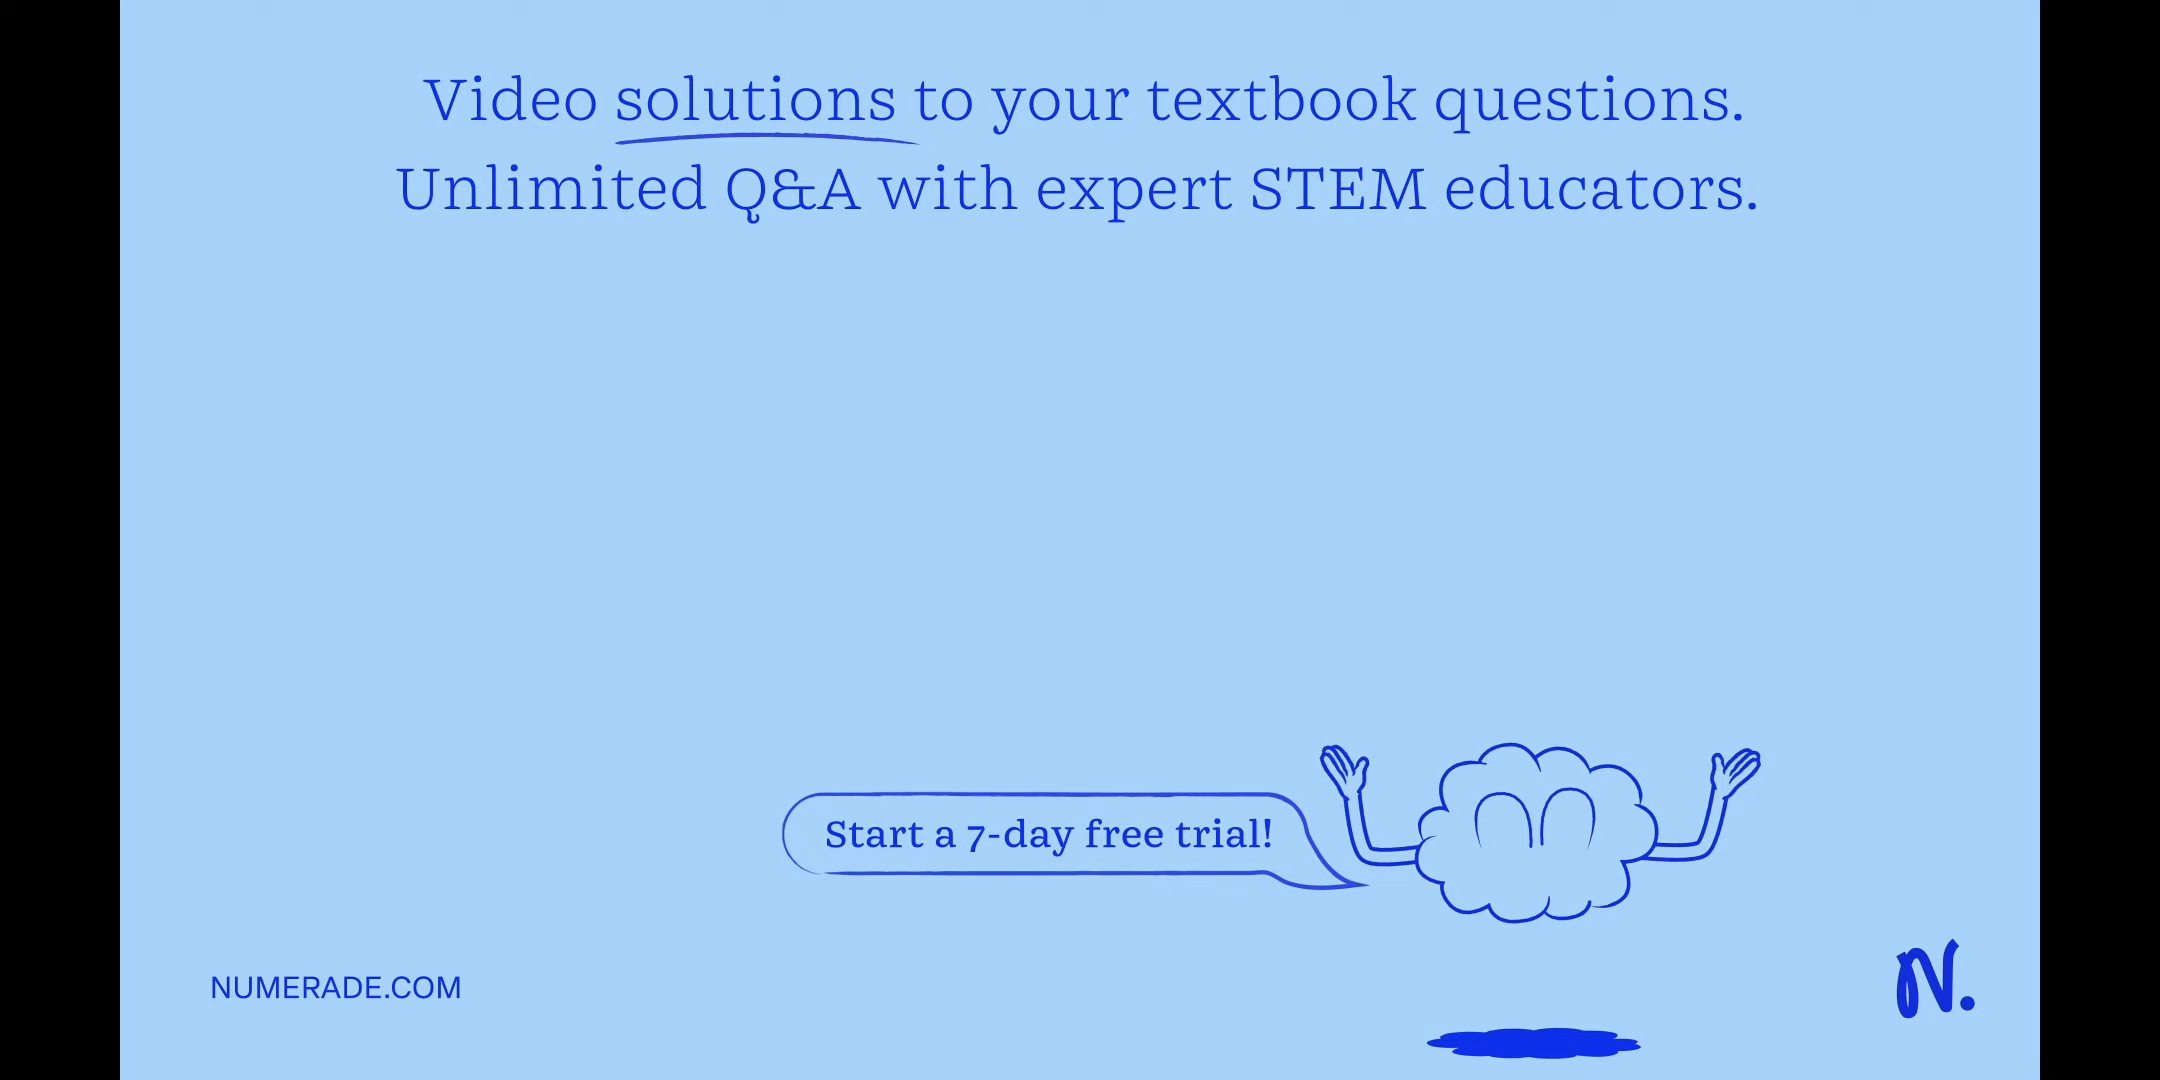 Video solutions to your textbook questions.
Unlimited Q&A with expert STEM educators.
Start a 7-day free trial!
NUMERADE.COM
N.